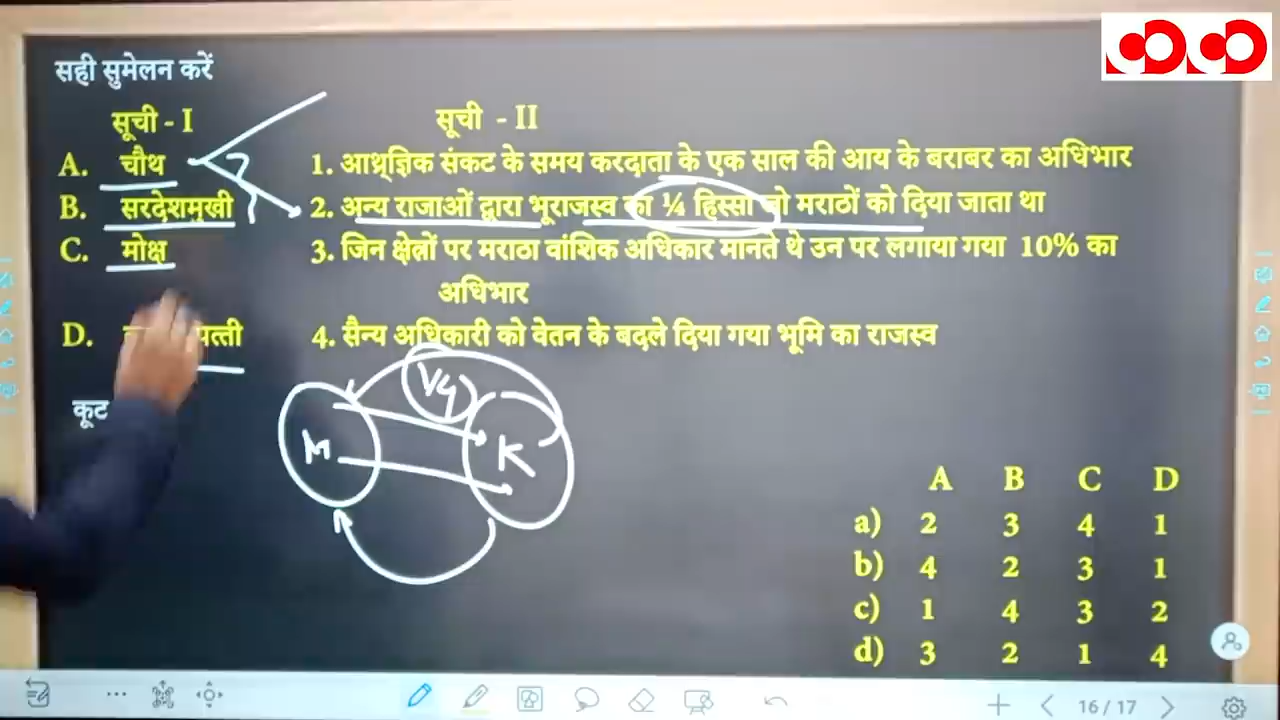 सही सुमेलन करें
सूची - I सूची - II
A. चौथ 1. आथ्र्ज्ञिक संकट के समय करदाता के एक साल की आय के बराबर का अधिभार
B. सरदेशमुखी 2. अन्य राजाओं द्वारा भूराजस्व का ¼ हिस्सा जो मराठों को दिया जाता था
C. मोक्ष 3. जिन क्षेत्रों पर मराठा वांशिक अधिकार मानते थे उन पर लगाया गया 10% का
अधिभार
D. पत्ती 4. सैन्य अधिकारी को वेतन के बदले दिया गया भूमि का राजस्व
1/4
कूट
M K
A B C D
a) 2 3 4 1
b) 4 2 3 1
c) 1 4 3 2
d) 3 2 1 4
16 / 17